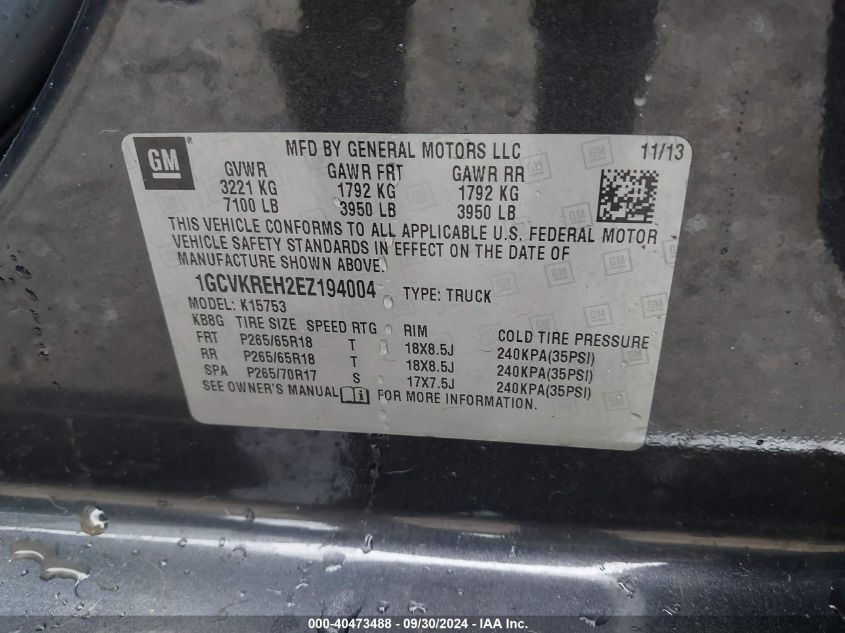 GM
MFD BY GENERAL MOTORS LLC 11/13
GVWR GAWR FRT GAWR RR
3221 KG 1792 KG 1792 KG
7100 LB 3950 LB 3950 LB
THIS VEHICLE CONFORMS TO ALL APPLICABLE U.S. FEDERAL MOTOR
VEHICLE SAFETY STANDARDS IN EFFECT ON THE DATE OF
MANUFACTURE SHOWN ABOVE.
1GCVKREH2EZ194004 TYPE: TRUCK
MODEL: K15753
KB8G TIRE SIZE SPEED RTG RIM COLD TIRE PRESSURE
FRT P265/65R18 T 18X8.5J 240KPA(35PSI)
RR P265/65R18 T 18X8.5J 240KPA(35PSI)
SPA P265/70R17 S 17X7.5J 240KPA(35PSI)
SEE OWNER'S MANUAL FOR MORE INFORMATION.
000-40473488 - 09/30/2024 - IAA Inc.